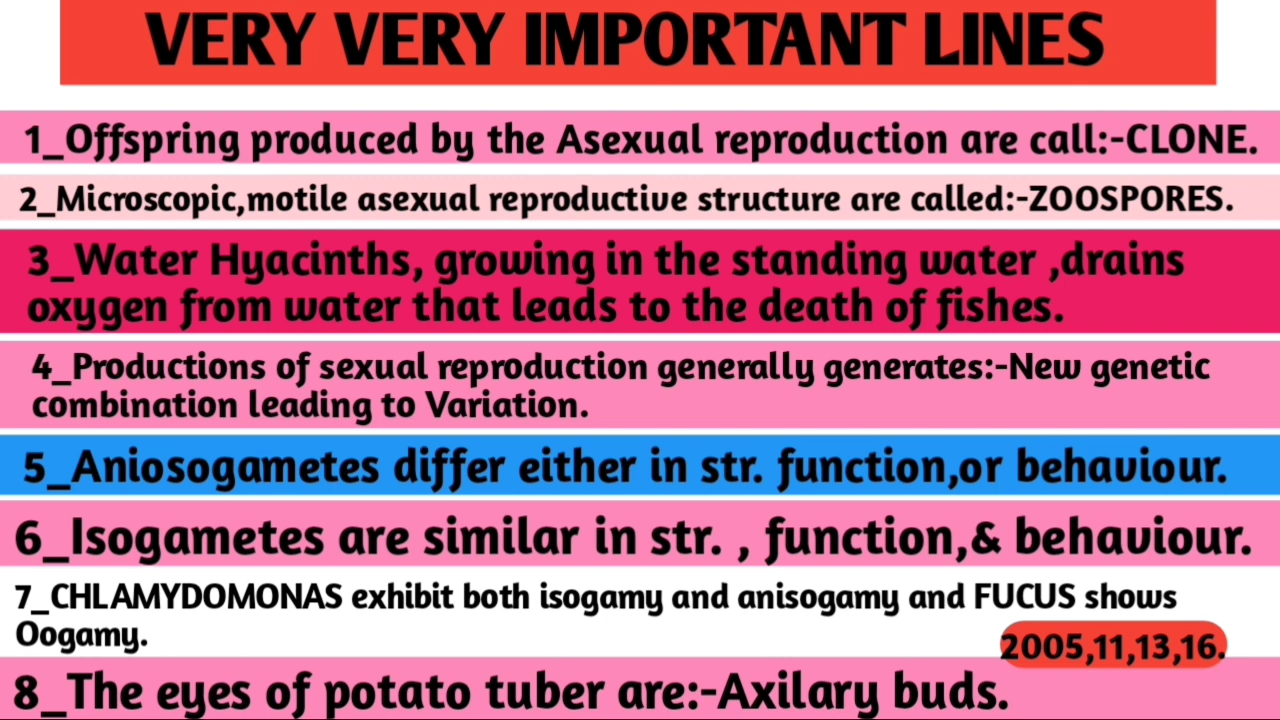 VERY VERY IMPORTANT LINES
1_Offspring produced by the Asexual reproduction are call:-CLONE.
2_Microscopic,motile asexual reproductive structure are called:-ZOOSPORES.
3_Water Hyacinths, growing in the standing water ,drains
oxygen from water that leads to the death of fishes.
4_Productions of sexual reproduction generally generates:-New genetic
combination leading to Variation.
5_Aniosogametes differ either in str. function,or behaviour.
6_Isogametes are similar in str. , function,& behaviour.
7_CHLAMYDOMONAS exhibit both isogamy and anisogamy and FUCUS shows
Oogamy.
2005,11,13,16.
8_The eyes of potato tuber are:-Axilary buds.